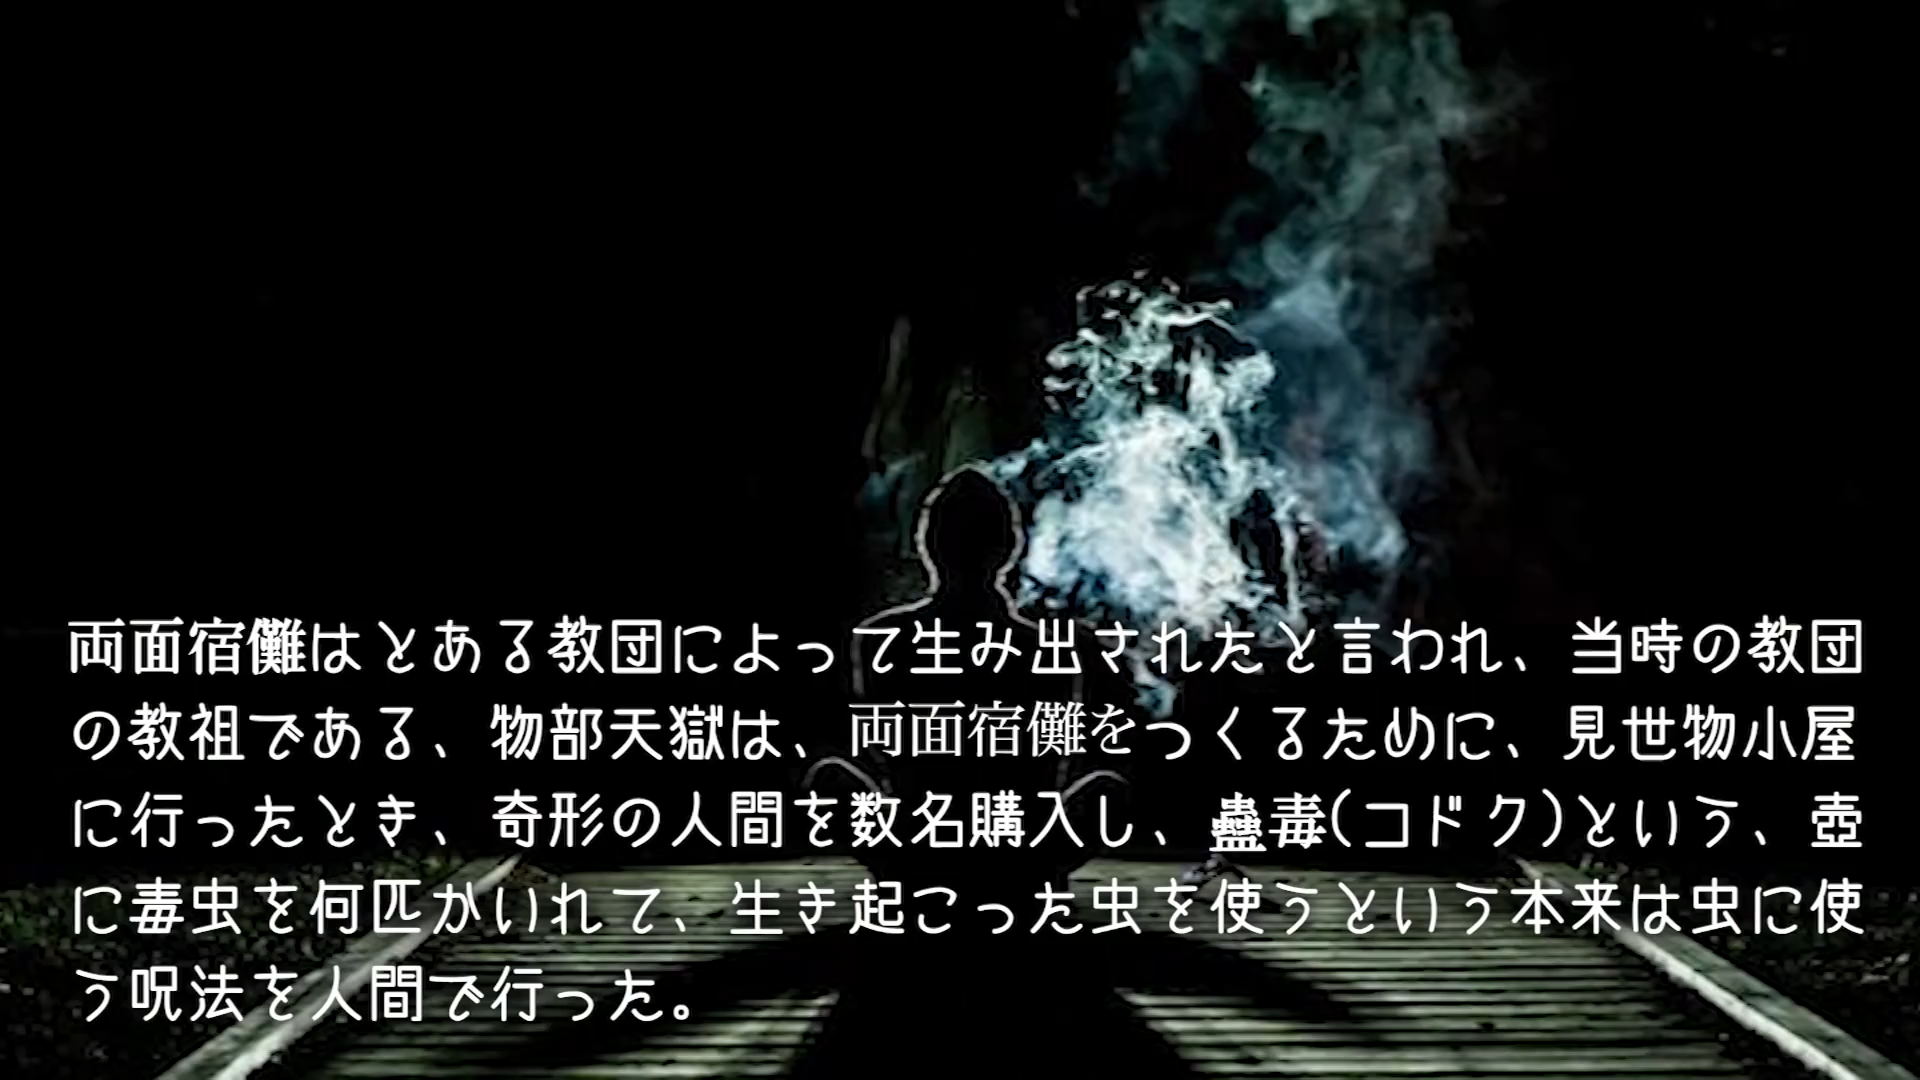 両面宿儺はとある教団によって生み出されたと言われ、当時の教団
の教祖である、物部天獄は、両面宿儺をつくるために、見世物小屋
に行ったとき、奇形の人間を数名購入し、蠱毒(コドク)という、壺
に毒虫を何匹かいれて、生き起こった虫を使うという本来は虫に使
う呪法を人間で行った。